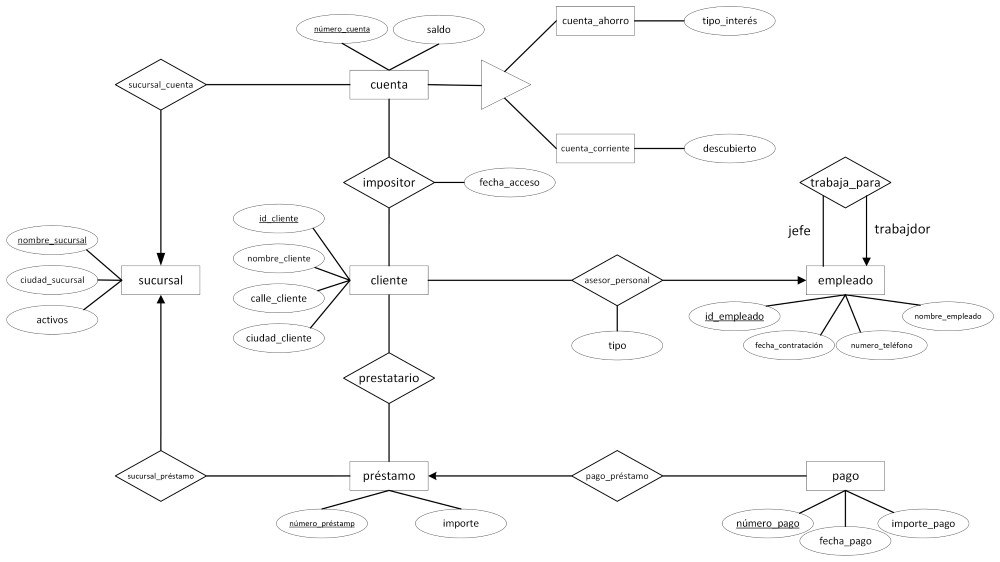 cuenta_ahorro
tipo_interés
número_cuenta
saldo
sucursal_cuenta
cuenta
cuenta_corriente
descubierto
impositor
fecha_acceso
trabaja_para
id_cliente
jefe
trabajdor
nombre_sucursal
nombre_cliente
ciudad_sucursal
sucursal
cliente
asesor_personal
empleado
calle_cliente
activos
ciudad_cliente
tipo
id_empleado
nombre_empleado
fecha_contratación
numero_teléfono
prestatario
sucursal_préstamo
préstamo
pago_préstamo
pago
número_préstamp
importe
número_pago
importe_pago
fecha_pago